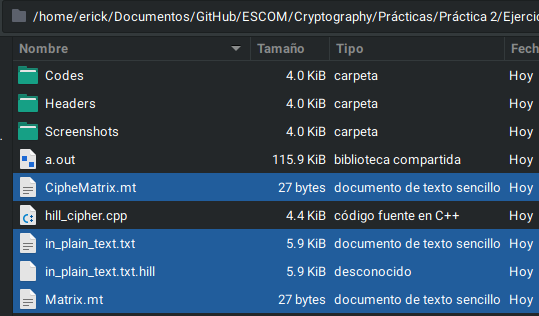 /home/erick/Documentos/GitHub/ESCOM/Cryptography/Prácticas/Práctica 2/Ejercic
Nombre Tamaño Tipo Fech
Codes 4.0 KiB carpeta Hoy
Headers 4.0 KiB carpeta Hoy
Screenshots 4.0 KiB carpeta Hoy
a.out 115.9 KiB biblioteca compartida Hoy
CipheMatrix.mt 27 bytes documento de texto sencillo Hoy
hill_cipher.cpp 4.4 KiB código fuente en C++ Hoy
in_plain_text.txt 5.9 KiB documento de texto sencillo Hoy
in_plain_text.txt.hill 5.9 KiB desconocido Hoy
Matrix.mt 27 bytes documento de texto sencillo Hoy